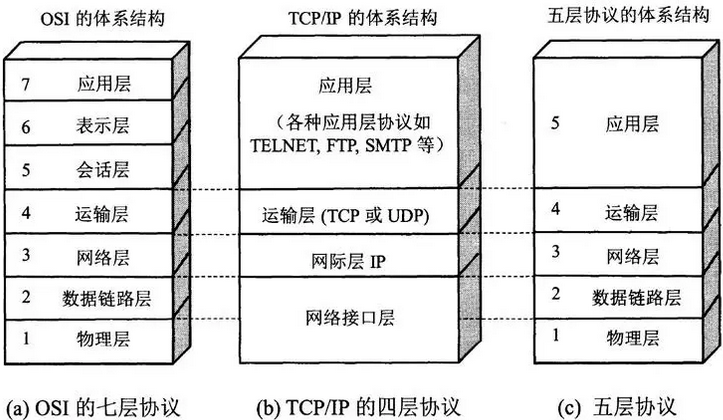 OSI 的体系结构
7 应用层
6 表示层
5 会话层
4 运输层
3 网络层
2 数据链路层
1 物理层
(a) OSI 的七层协议
TCP/IP 的体系结构
应用层
（各种应用层协议如
TELNET, FTP, SMTP 等）
运输层 (TCP 或 UDP)
网际层 IP
网络接口层
(b) TCP/IP 的四层协议
五层协议的体系结构
5 应用层
4 运输层
3 网络层
2 数据链路层
1 物理层
(c) 五层协议